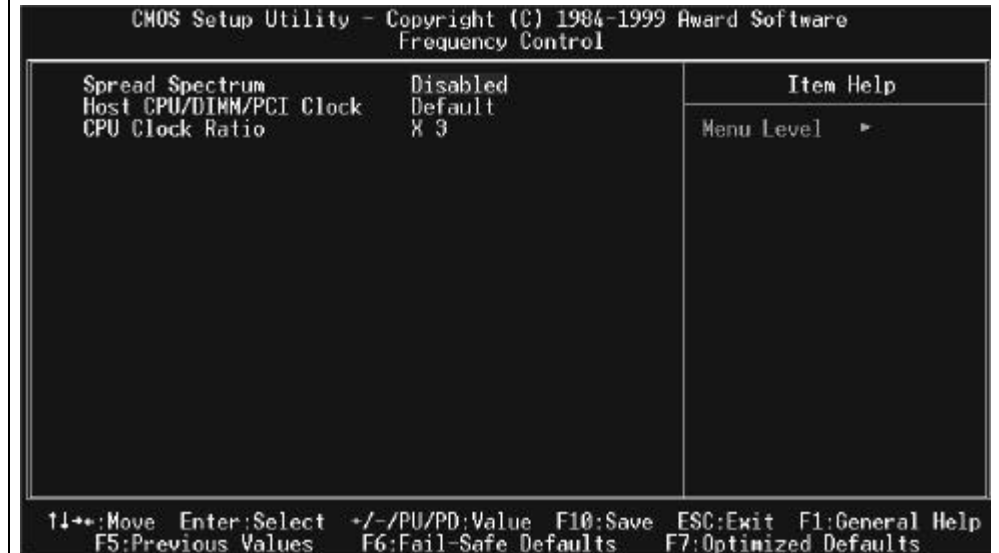 CMOS Setup Utility - Copyright (C) 1984-1999 Award Software
Frequency Control
Spread Spectrum Disabled
Host CPU/DIMM/PCI Clock Default
CPU Clock Ratio X 3
Item Help
Menu Level ►
↑↓→←:Move Enter:Select +/-/PU/PD:Value F10:Save ESC:Exit F1:General Help
F5:Previous Values F6:Fail-Safe Defaults F7:Optimized Defaults